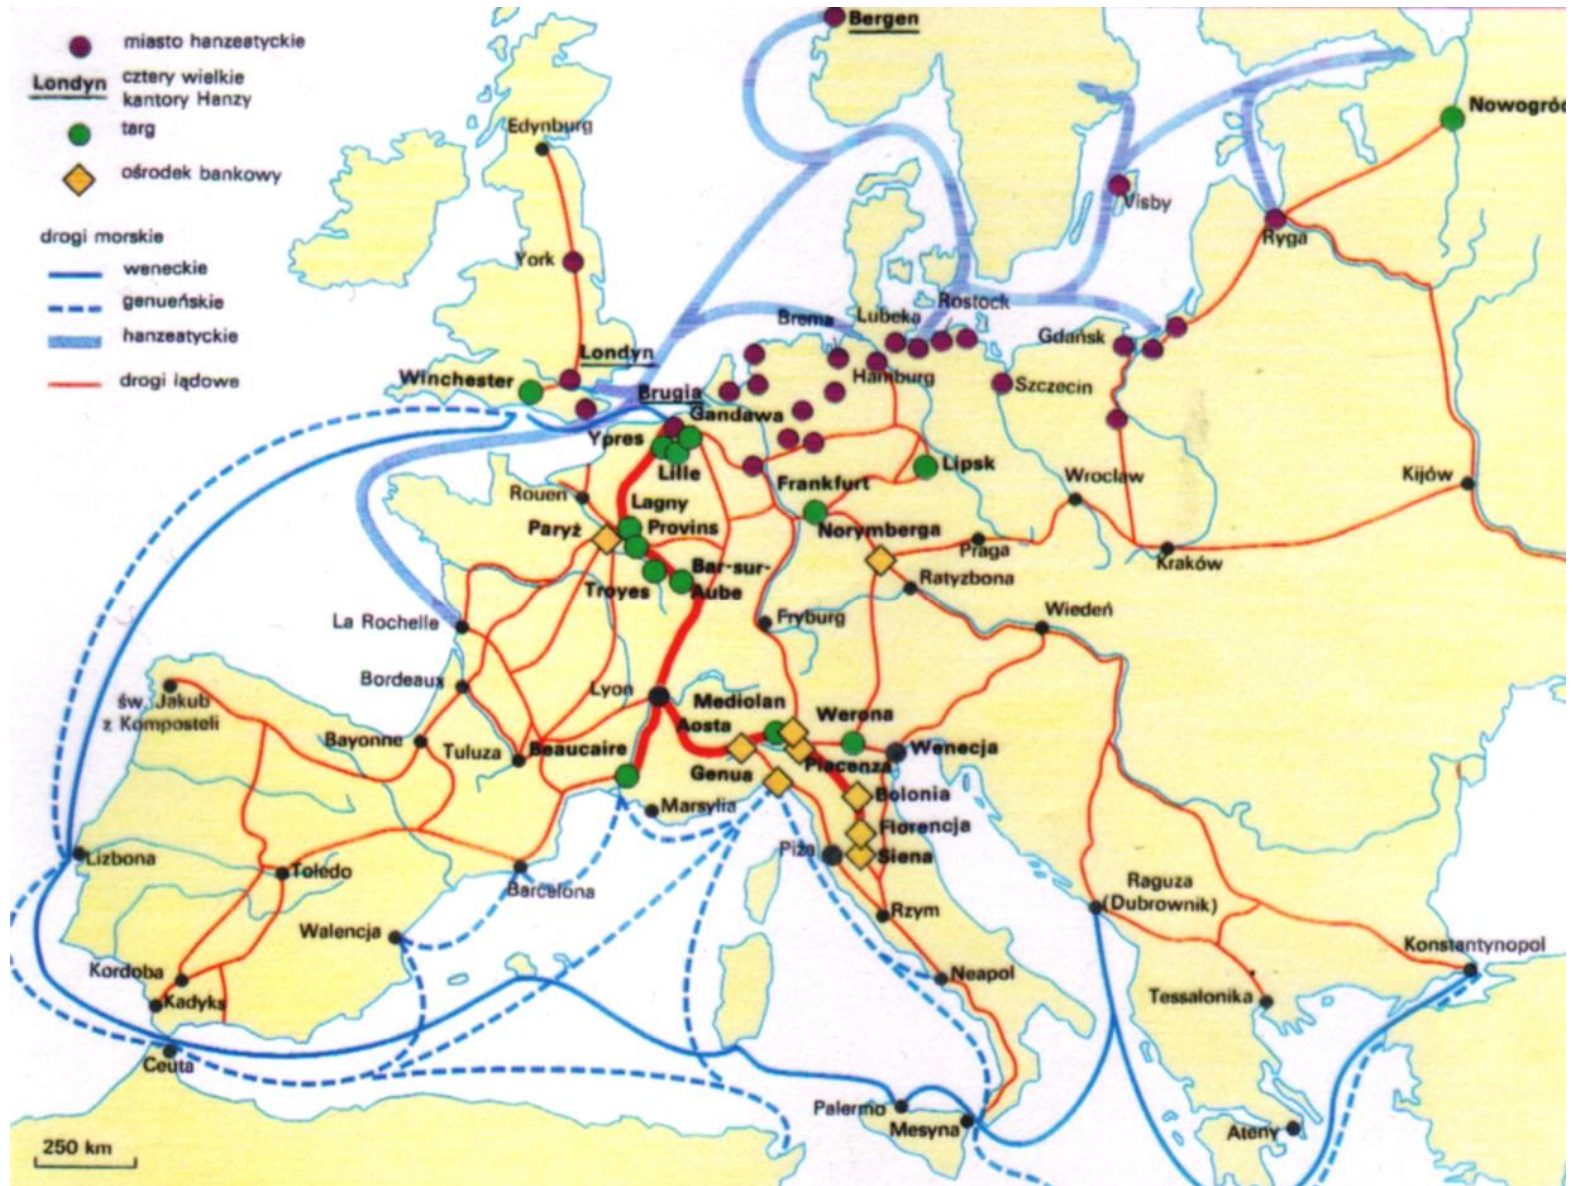 miasto hanzeatyckie
Londyn
cztery wielkie
kantory Hanzy
targ
ośrodek bankowy
drogi morskie
weneckie
genueńskie
hanzeatyckie
drogi lądowe
Bergen
Edynburg
Nowogród
Visby
Ryga
York
Rostock
Brema
Lubeka
Gdańsk
Londyn
Hamburg
Szczecin
Winchester
Brugia
Gandawa
Ypres
Lille
Lipsk
Frankfurt
Wroclaw
Kijów
Rouen
Lagny
Paryż
Provins
Norymberga
Praga
Kraków
Bar-sur-
Aube
Troyes
Ratyzbona
La Rochelle
Fryburg
Wiedeń
Bordeaux
Lyon
Mediolan
Aosta
Werona
św. Jakub
z Komposteli
Bayonne
Tuluza
Beaucaire
Wenecja
Genua
Piacenza
Marsylia
Bolonia
Florencja
Piza
Siena
Lizbona
Toledo
Barcelona
Raguza
(Dubrownik)
Walencja
Rzym
Konstantynopol
Kordoba
Kadyks
Neapol
Tessalonika
Ceuta
Palermo
Mesyna
Ateny
250 km